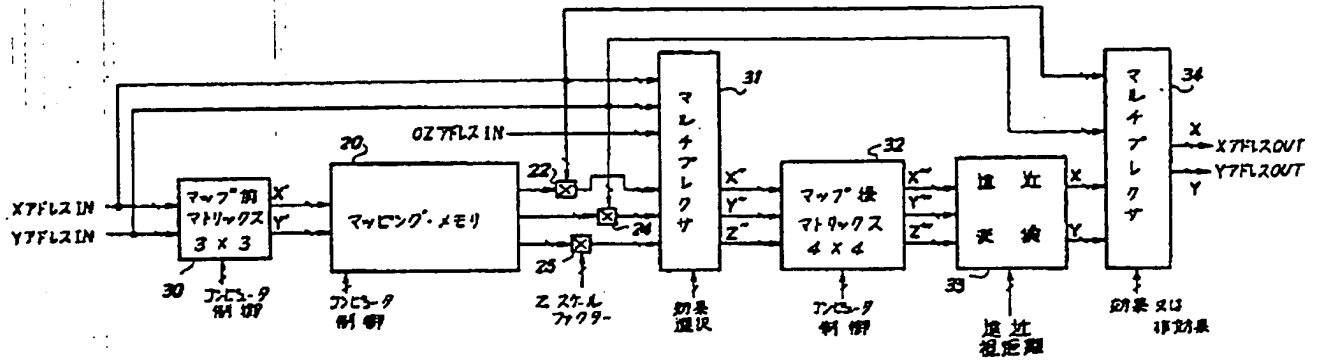 XアドレスIN
YアドレスIN
マップ前
マトリックス
3 × 3
30
コンピュータ
制御
X'
Y'
20
マッピング・メモリ
コンピュータ
制御
OZアドレスIN
22
24
25
Z スケール
ファクター
マルチプレクサ
31
効果
選択
X"
Y"
Z"
32
マップ後
マトリックス
4 × 4
コンピュータ
制御
X‴
Y‴
Z‴
遠近
変換
33
遠近
視距離
X
Y
マルチプレクサ
34
効果又は
非効果
X
XアドレスOUT
YアドレスOUT
Y